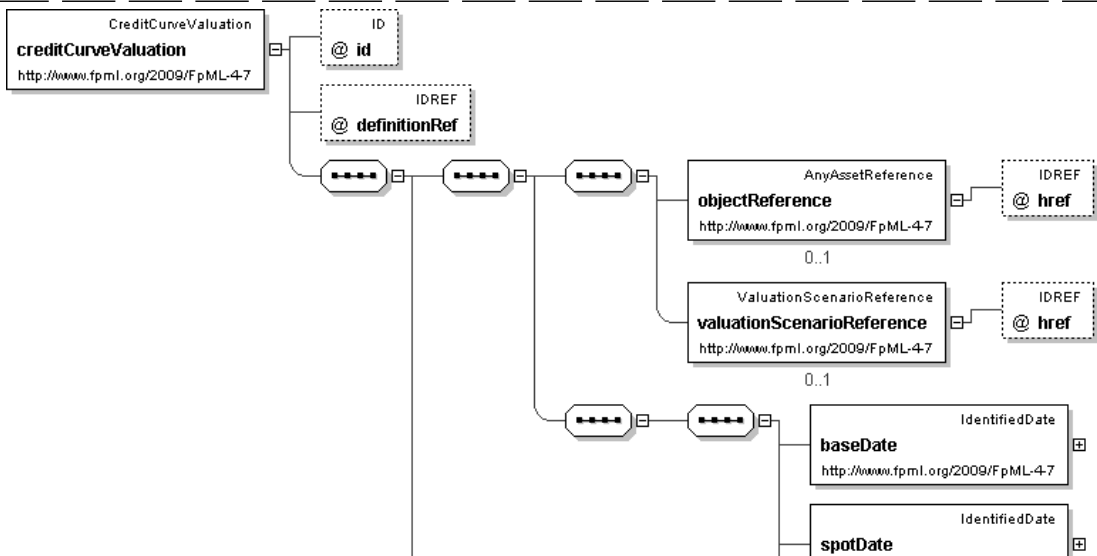 CreditCurveValuation
creditCurveValuation
http://www.fpml.org/2009/FpML-4-7
ID
@ id
IDREF
@ definitionRef
AnyAssetReference
objectReference
http://www.fpml.org/2009/FpML-4-7
0..1
IDREF
@ href
ValuationScenarioReference
valuationScenarioReference
http://www.fpml.org/2009/FpML-4-7
0..1
IDREF
@ href
IdentifiedDate
baseDate
http://www.fpml.org/2009/FpML-4-7
IdentifiedDate
spotDate